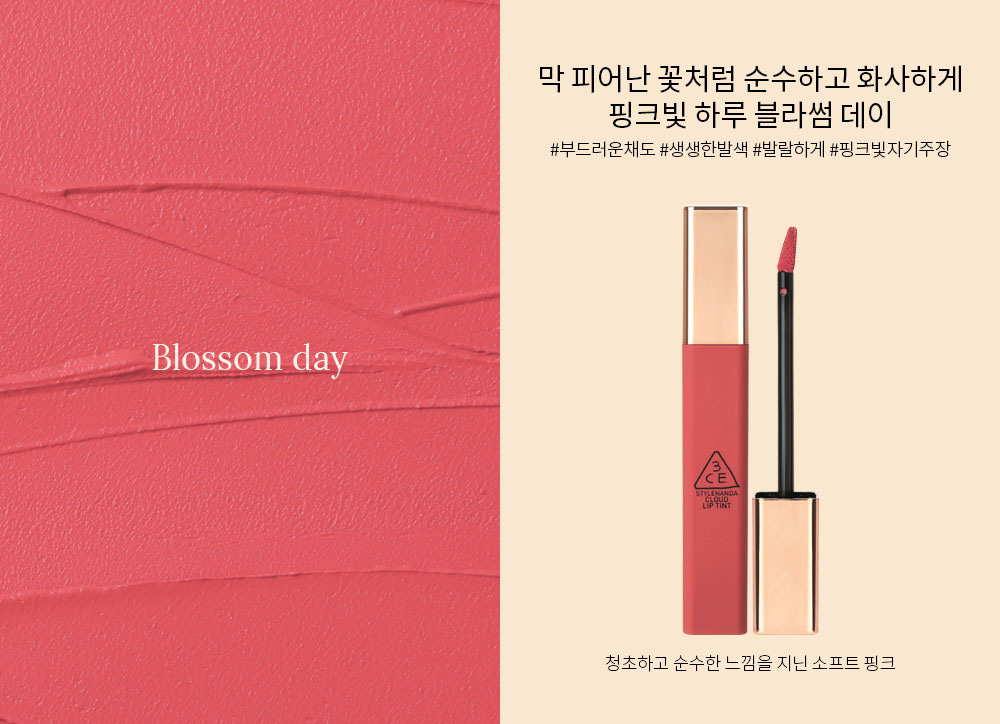 Blossom day
막 피어난 꽃처럼 순수하고 화사하게
핑크빛 하루 블라썸 데이
#부드러운채도 #생생한발색 #발랄하게 #핑크빛자기주장
3
CE
STYLENANDA
CLOUD
LIP TINT
청초하고 순수한 느낌을 지닌 소프트 핑크